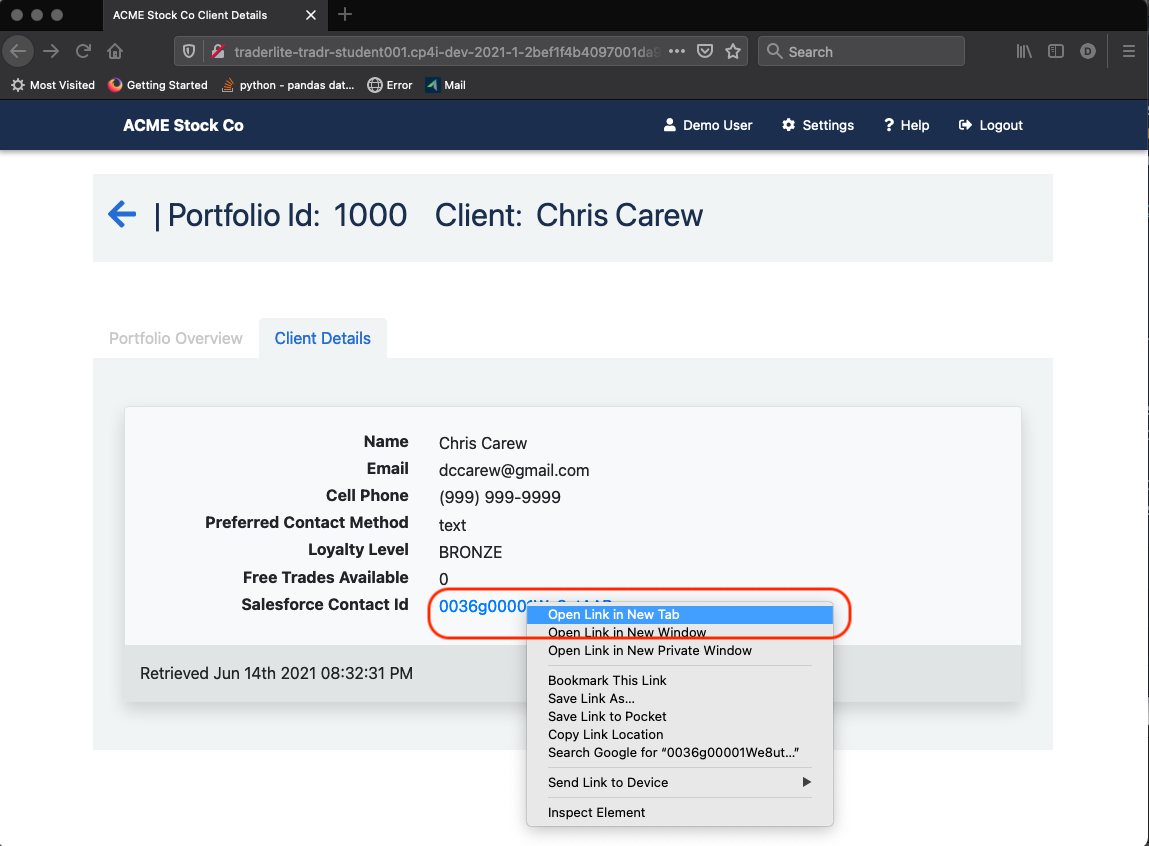 ACME Stock Co Client Details
traderlite-tradr-student001.cp4i-dev-2021-1-2bef1f4b4097001da9
Search
Most Visited Getting Started python - pandas dat... Error Mail
ACME Stock Co Demo User Settings Help Logout
| Portfolio Id: 1000 Client: Chris Carew
Portfolio Overview Client Details
Name Chris Carew
Email dccarew@gmail.com
Cell Phone (999) 999-9999
Preferred Contact Method text
Loyalty Level BRONZE
Free Trades Available 0
Salesforce Contact Id
Open Link in New Tab
Open Link in New Window
Open Link in New Private Window
Bookmark This Link
Save Link As...
Save Link to Pocket
Copy Link Location
Search Google for “0036g00001We8ut...”
Send Link to Device
Inspect Element
Retrieved Jun 14th 2021 08:32:31 PM